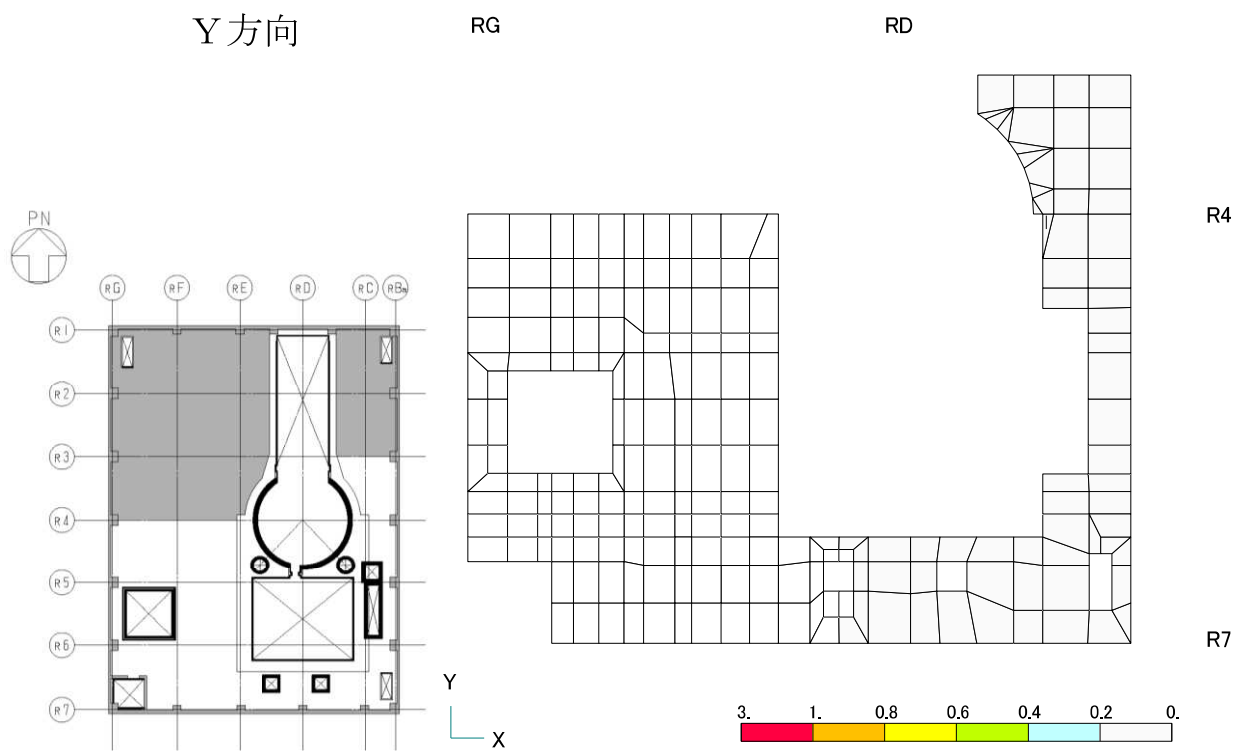 Y方向
RG
RD
R4
PN
RG
RF
RE
RD
RC
RBa
R1
R2
R3
R4
R5
R6
R7
R7
Y
X
3. 1. 0.8 0.6 0.4 0.2 0.